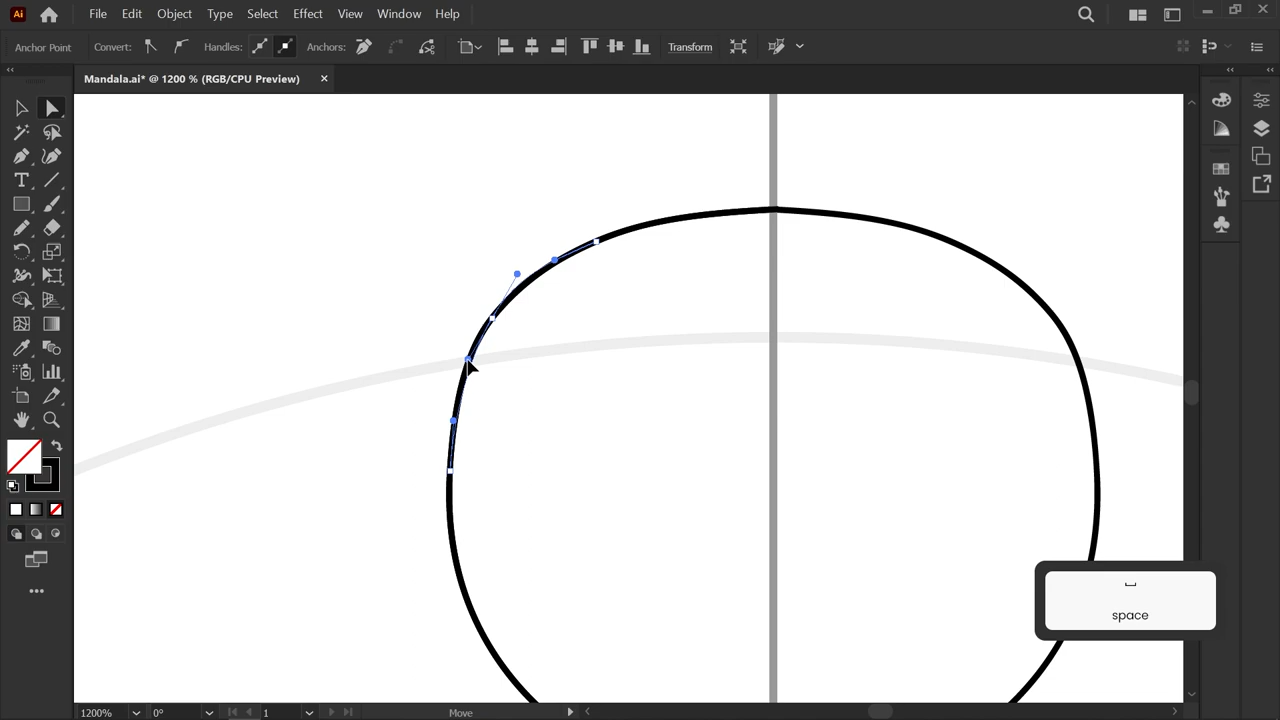 Ai File Edit Object Type Select Effect View Window Help
Anchor Point Convert: Handles: Anchors: Transform
Mandala.ai* @ 1200 % (RGB/CPU Preview)
space
1200% 0° 1 Move